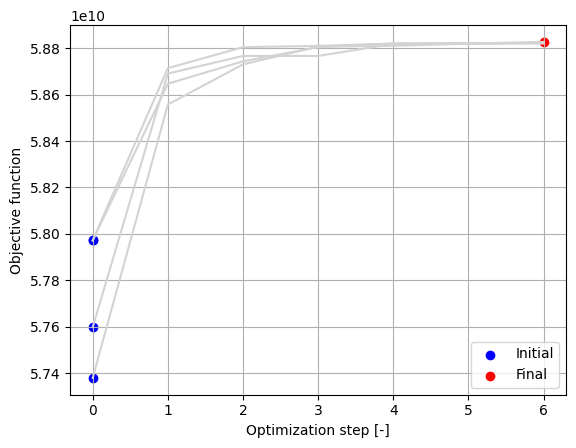 1e10
5.88
5.86
5.84
5.82
5.80
5.78
5.76
5.74
Objective function
0 1 2 3 4 5 6
Optimization step [-]
Initial
Final